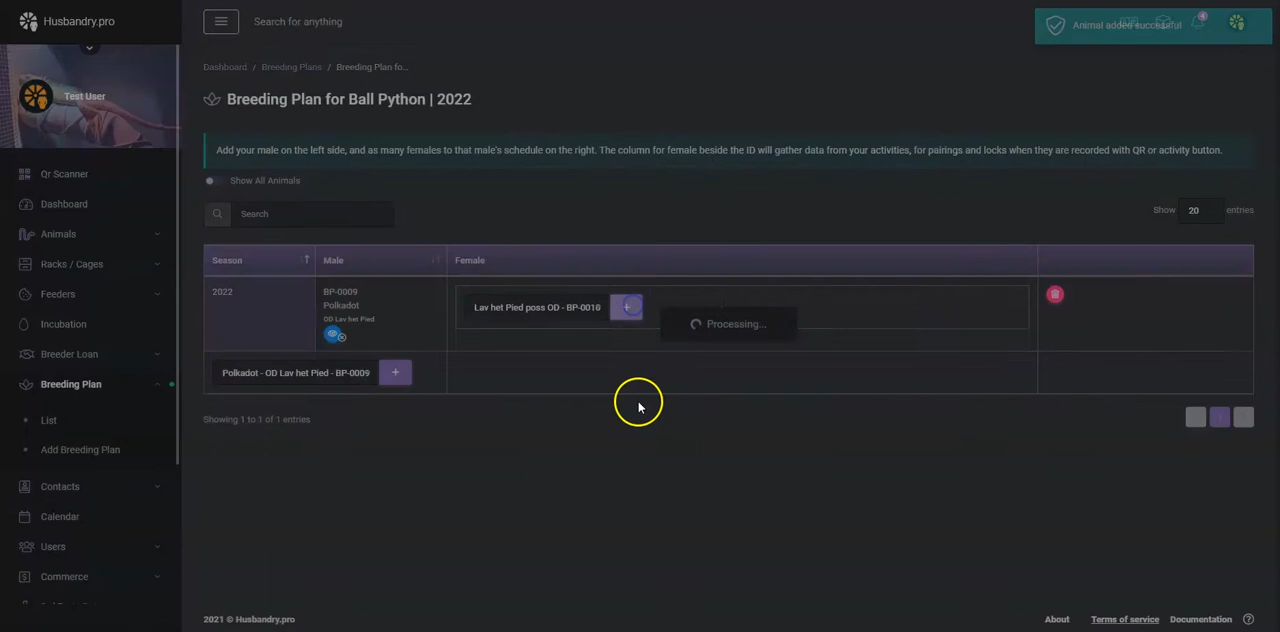 Husbandry.pro
Search for anything
Animal added successful
4
Test User
Dashboard / Breeding Plans / Breeding Plan fo...
Breeding Plan for Ball Python | 2022
Add your male on the left side, and as many females to that male's schedule on the right. The column for female beside the ID will gather data from your activities, for pairings and locks when they are recorded with QR or activity button.
Show All Animals
Search
Show 20 entries
Season Male Female
2022
BP-0009
Polkadot
OD Lav het Pied
Lav het Pied poss OD - BP-0010
+
Processing...
Polkadot - OD Lav het Pied - BP-0009
+
Showing 1 to 1 of 1 entries
1
Qr Scanner
Dashboard
Animals
Racks / Cages
Feeders
Incubation
Breeder Loan
Breeding Plan
List
Add Breeding Plan
Contacts
Calendar
Users
Commerce
2021 © Husbandry.pro
About Terms of service Documentation